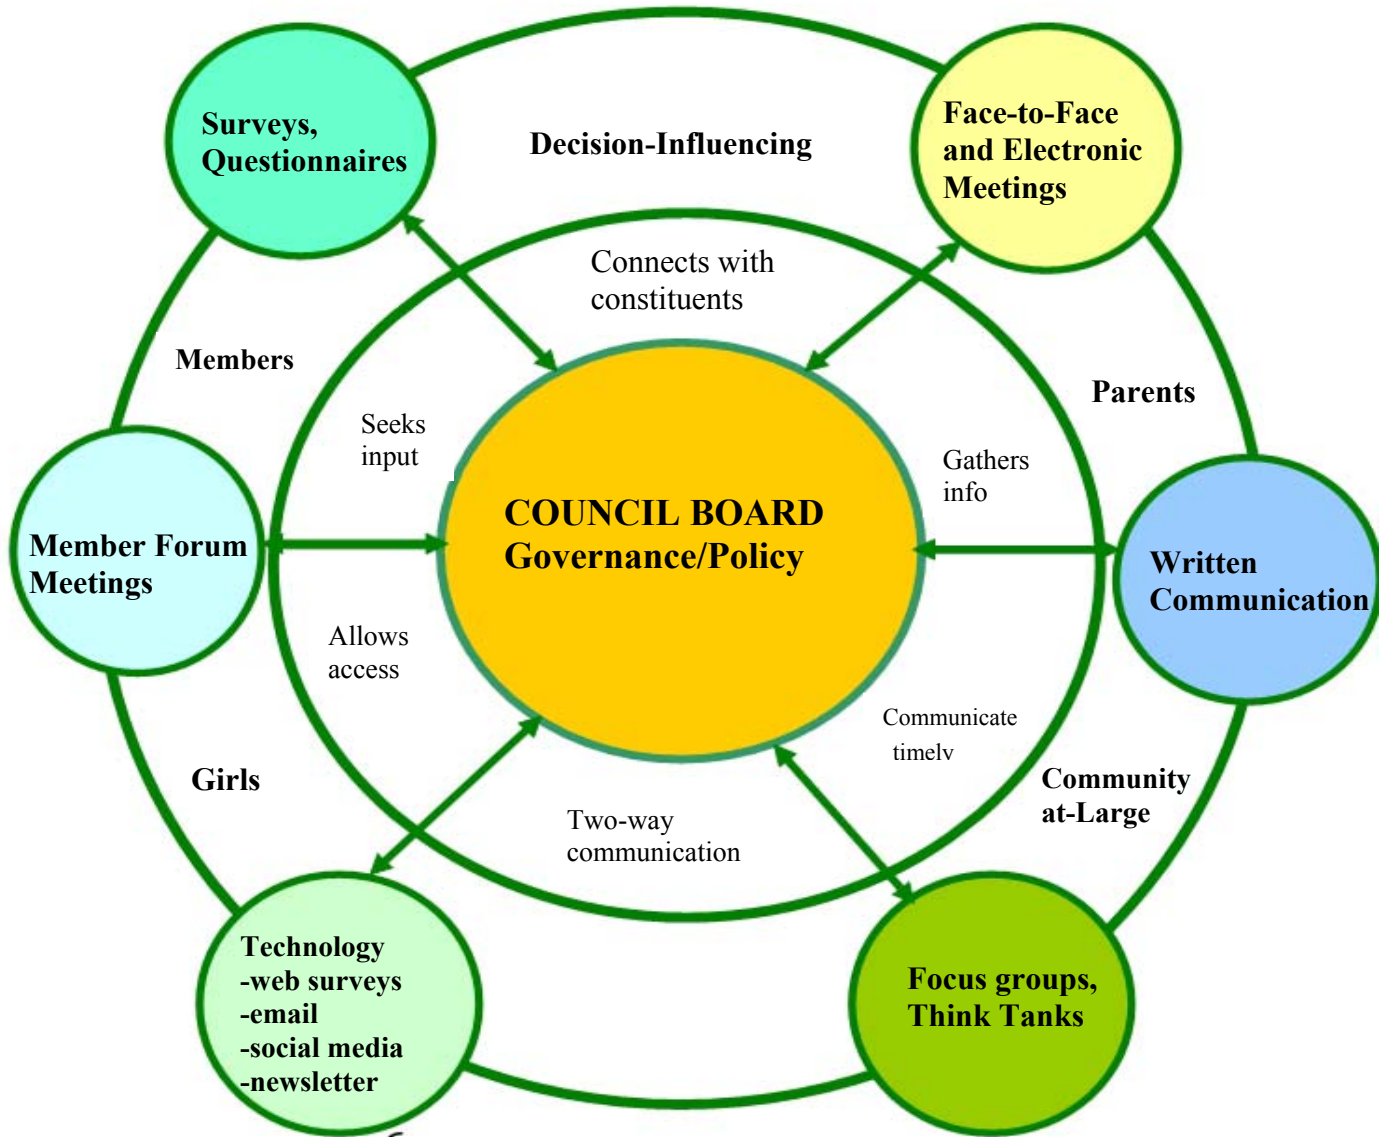 Surveys,
Questionnaires
Decision-Influencing
Face-to-Face
and Electronic
Meetings
Connects with
constituents
Members
Parents
Seeks
input
Gathers
info
COUNCIL BOARD
Governance/Policy
Member Forum
Meetings
Written
Communication
Allows
access
Communicate
timelv
Girls
Community
at-Large
Two-way
communication
Technology
-web surveys
-email
-social media
-newsletter
Focus groups,
Think Tanks